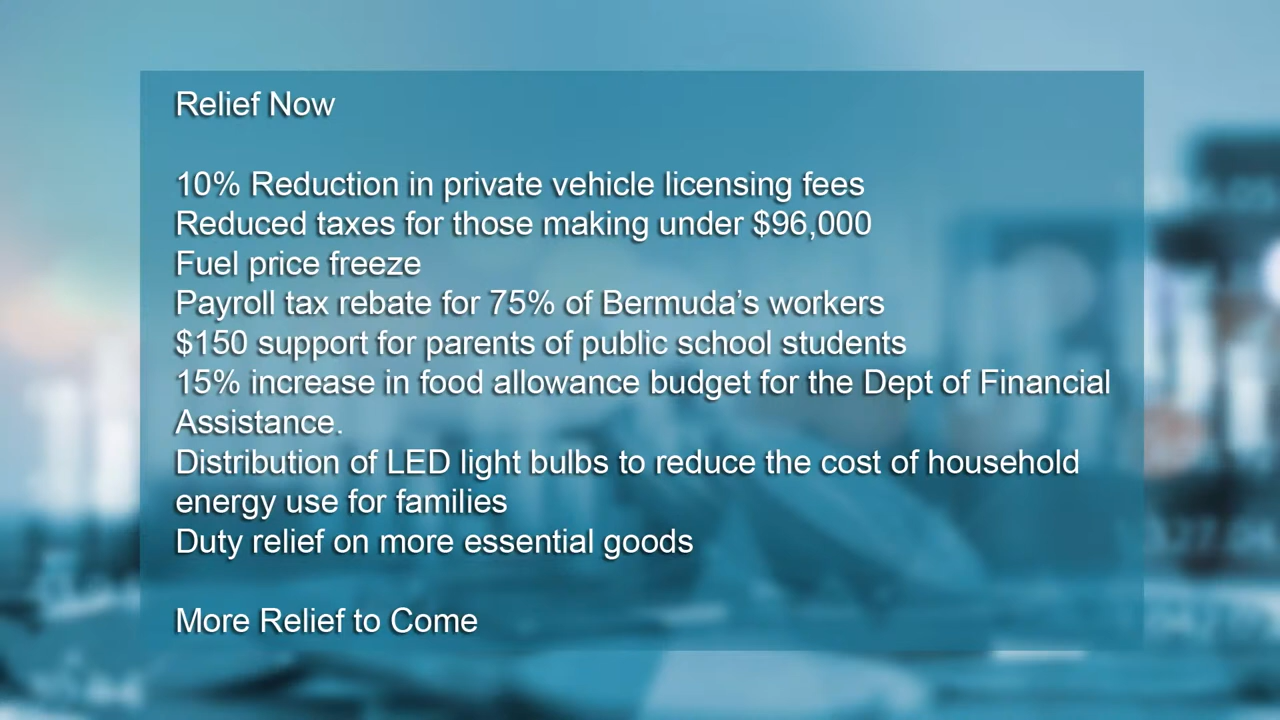 Relief Now
10% Reduction in private vehicle licensing fees
Reduced taxes for those making under $96,000
Fuel price freeze
Payroll tax rebate for 75% of Bermuda’s workers
$150 support for parents of public school students
15% increase in food allowance budget for the Dept of Financial
Assistance.
Distribution of LED light bulbs to reduce the cost of household
energy use for families
Duty relief on more essential goods
More Relief to Come